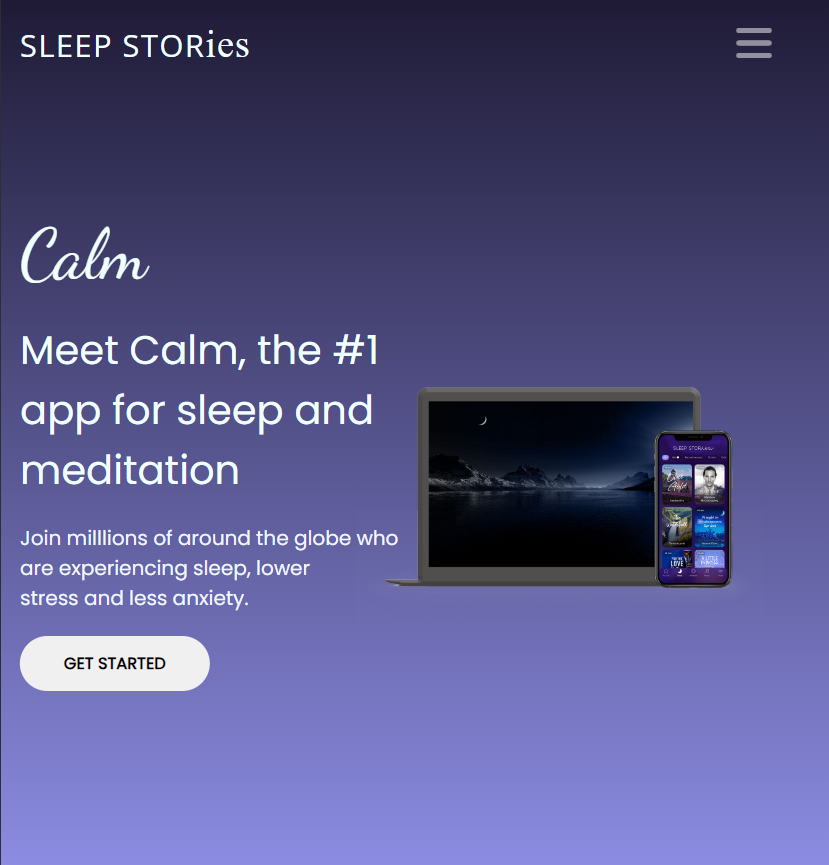 SLEEP STORies
Calm
Meet Calm, the #1
app for sleep and
meditation
Join milllions of around the globe who
are experiencing sleep, lower
stress and less anxiety.
GET STARTED
SLEEP STORies